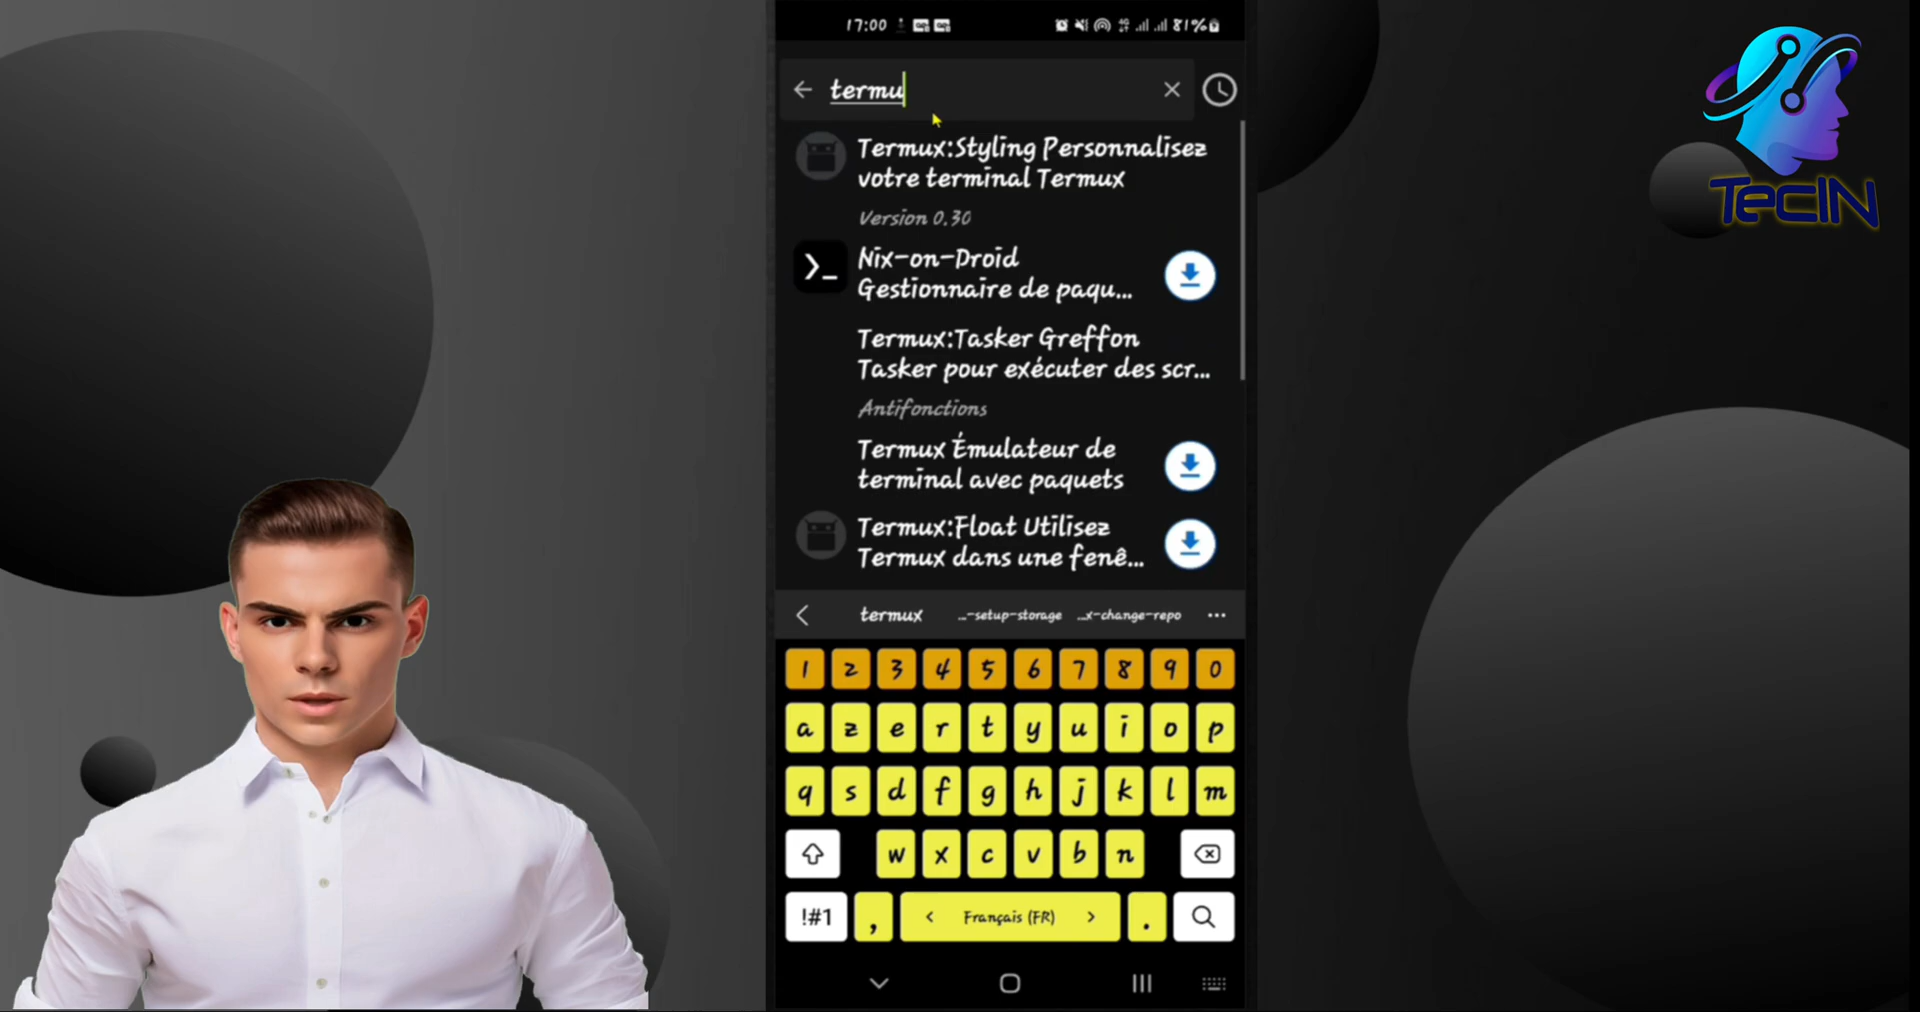 17:00
4G
81%
termu
TecIN
Termux:Styling Personnalisez
votre terminal Termux
Version 0.30
Nix-on-Droid
Gestionnaire de paqu...
Termux:Tasker Greffon
Tasker pour exécuter des scr...
Antifonctions
Termux Émulateur de
terminal avec paquets
Termux:Float Utilisez
Termux dans une fenê...
termux ...-setup-storage ...x-change-repo ...
1 2 3 4 5 6 7 8 9 0
a z e r t y u i o p
q s d f g h j k l m
w x c v b n
!#1 , < Français (FR) > .